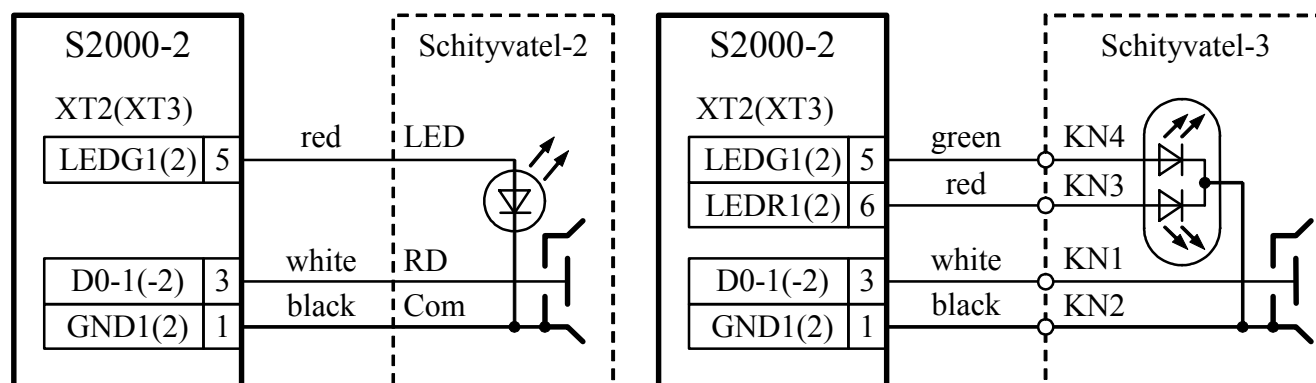 S2000-2
Schityvatel-2
XT2(XT3)
red
LED
LEDG1(2)
5
white
RD
D0-1(-2)
3
black
Com
GND1(2)
1
S2000-2
Schityvatel-3
XT2(XT3)
green
KN4
LEDG1(2)
5
red
KN3
LEDR1(2)
6
white
KN1
D0-1(-2)
3
black
KN2
GND1(2)
1